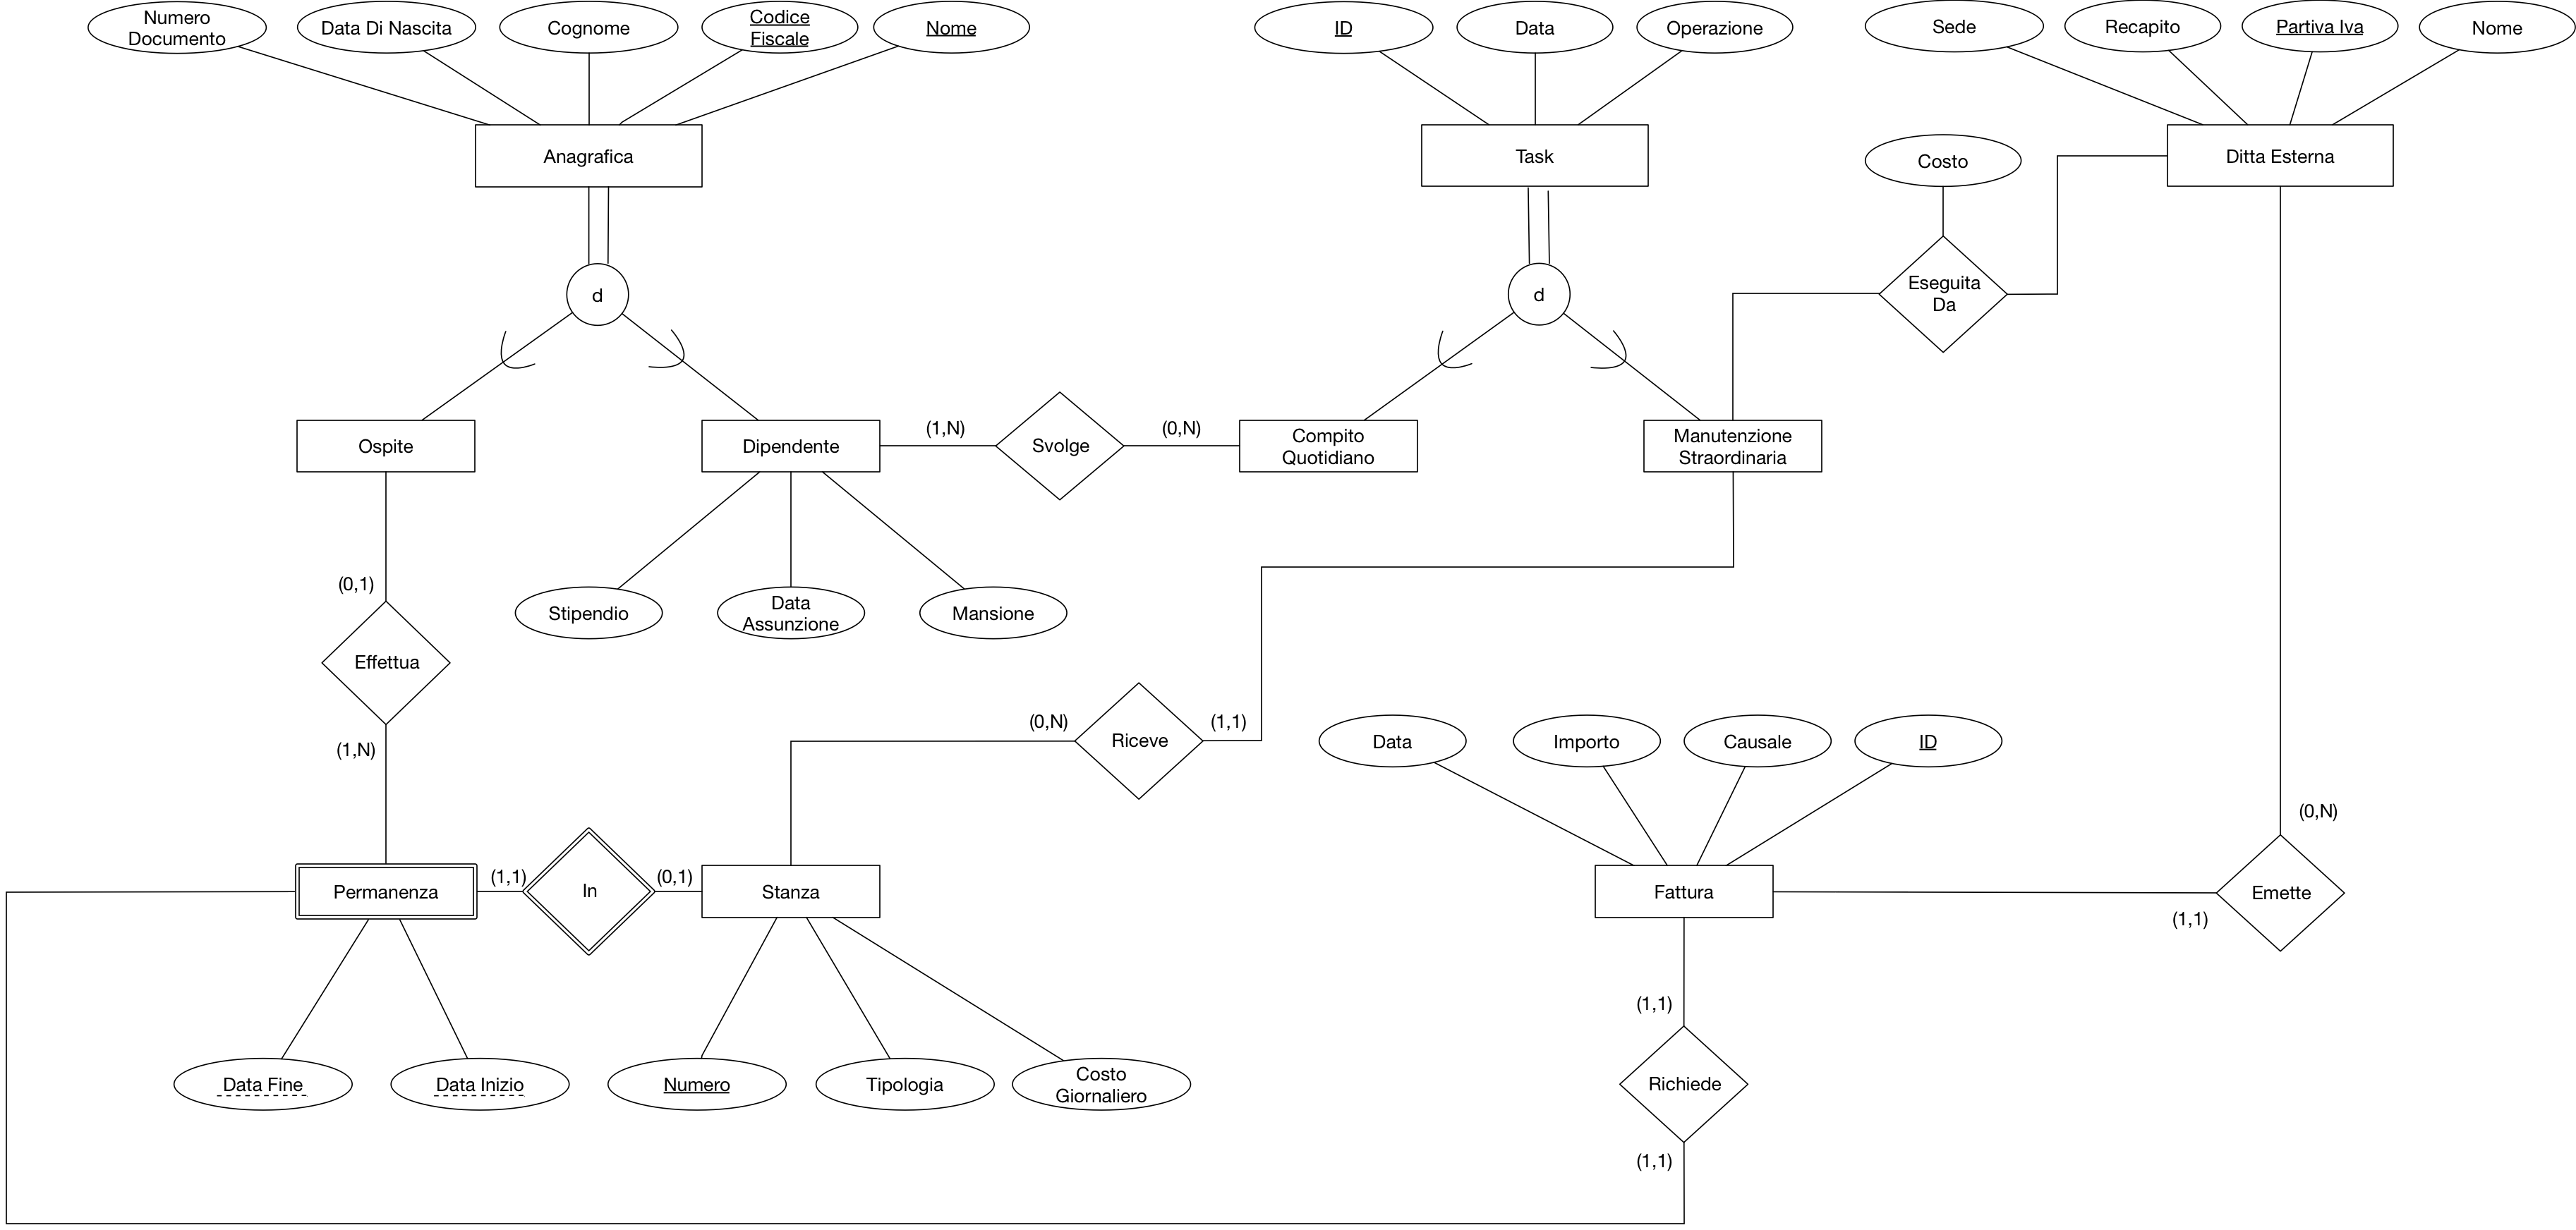 Numero
Documento
Data Di Nascita
Cognome
Codice
Fiscale
Nome
ID
Data
Operazione
Sede
Recapito
Partiva Iva
Nome
Anagrafica
Task
Costo
Ditta Esterna
d
d
Eseguita
Da
Ospite
Dipendente
(1,N)
Svolge
(0,N)
Compito
Quotidiano
Manutenzione
Straordinaria
(0,1)
Stipendio
Data
Assunzione
Mansione
Effettua
(1,N)
(0,N)
Riceve
(1,1)
Data
Importo
Causale
ID
(0,N)
Permanenza
(1,1)
In
(0,1)
Stanza
Fattura
(1,1)
Emette
(1,1)
Data Fine
Data Inizio
Numero
Tipologia
Costo
Giornaliero
Richiede
(1,1)